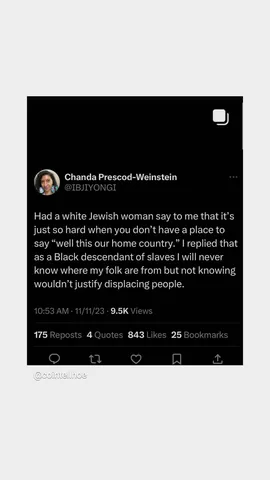 Chanda Prescod-Weinstein
@IBJIYONGI
Had a white Jewish woman say to me that it's
just so hard when you don't have a place to
say “well this our home country.” I replied that
as a Black descendant of slaves I will never
know where my folk are from but not knowing
wouldn't justify displacing people.
10:53 AM · 11/11/23 · 9.5K Views
175 Reposts 4 Quotes 843 Likes 25 Bookmarks